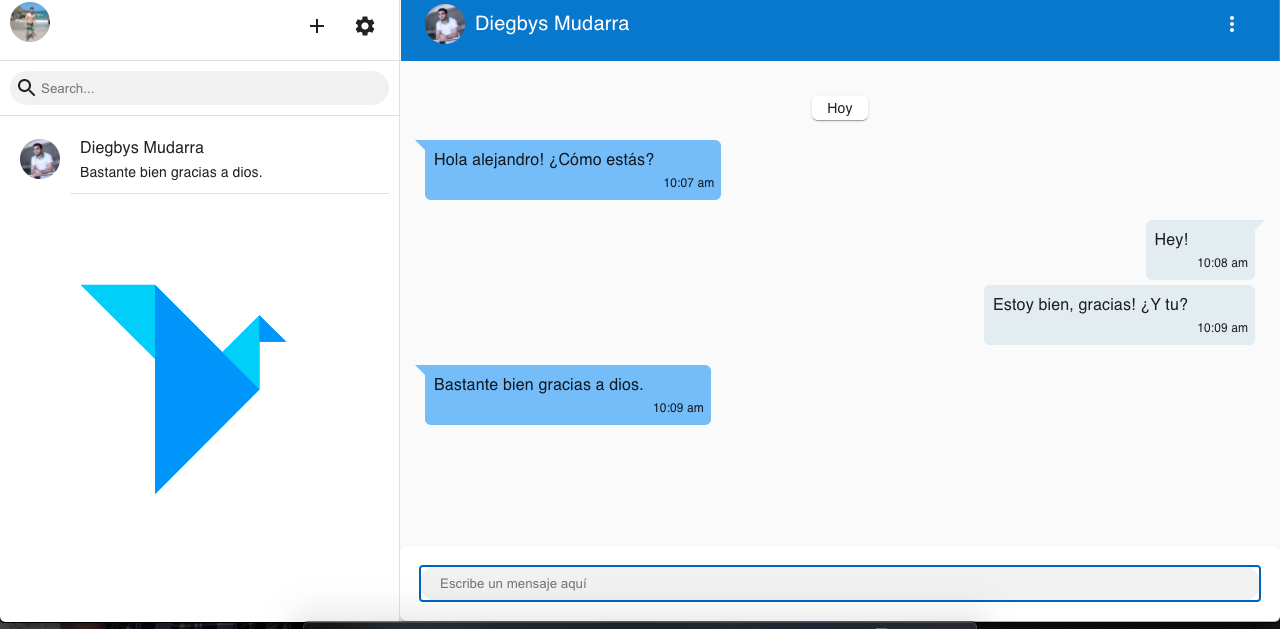 Search...
Diegbys Mudarra
Bastante bien gracias a dios.
Diegbys Mudarra
Hoy
Hola alejandro! ¿Cómo estás?
10:07 am
Hey!
10:08 am
Estoy bien, gracias! ¿Y tu?
10:09 am
Bastante bien gracias a dios.
10:09 am
Escribe un mensaje aquí